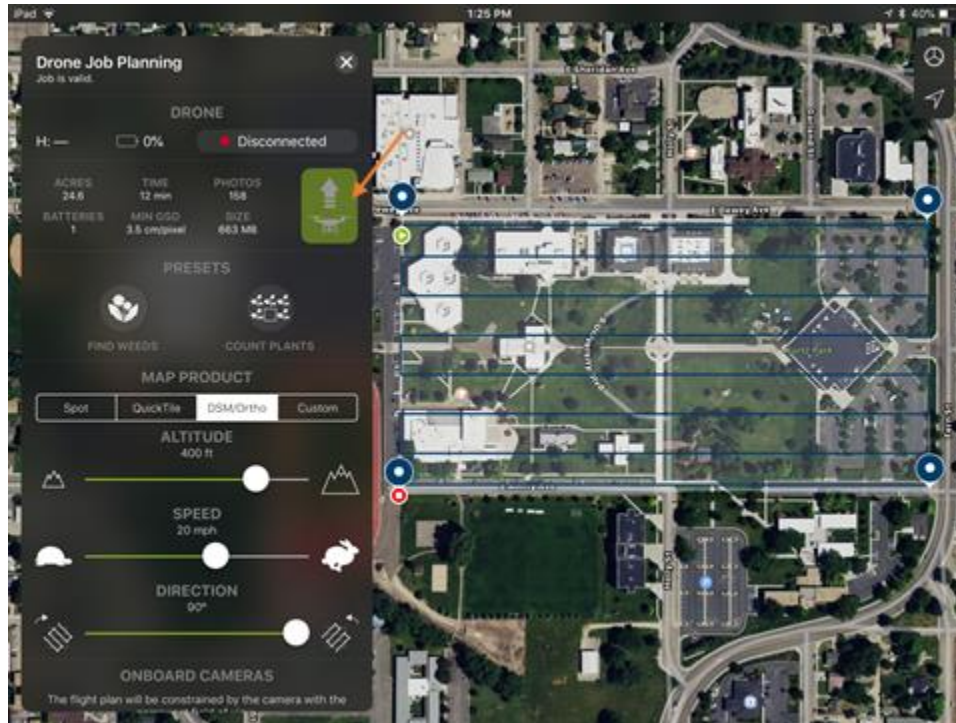 iPad
1:25 PM
40%
Drone Job Planning
Job is valid.
DRONE
H: —
0%
Disconnected
ACRES
24.6
TIME
12 min
PHOTOS
158
BATTERIES
1
MIN GSD
3.5 cm/pixel
SIZE
663 MB
PRESETS
FIND WEEDS
COUNT PLANTS
MAP PRODUCT
Spot
QuickTile
DSM/Ortho
Custom
ALTITUDE
400 ft
SPEED
20 mph
DIRECTION
90°
ONBOARD CAMERAS
The flight plan will be constrained by the camera with the
E Sheridan Ave
E Dewey Ave